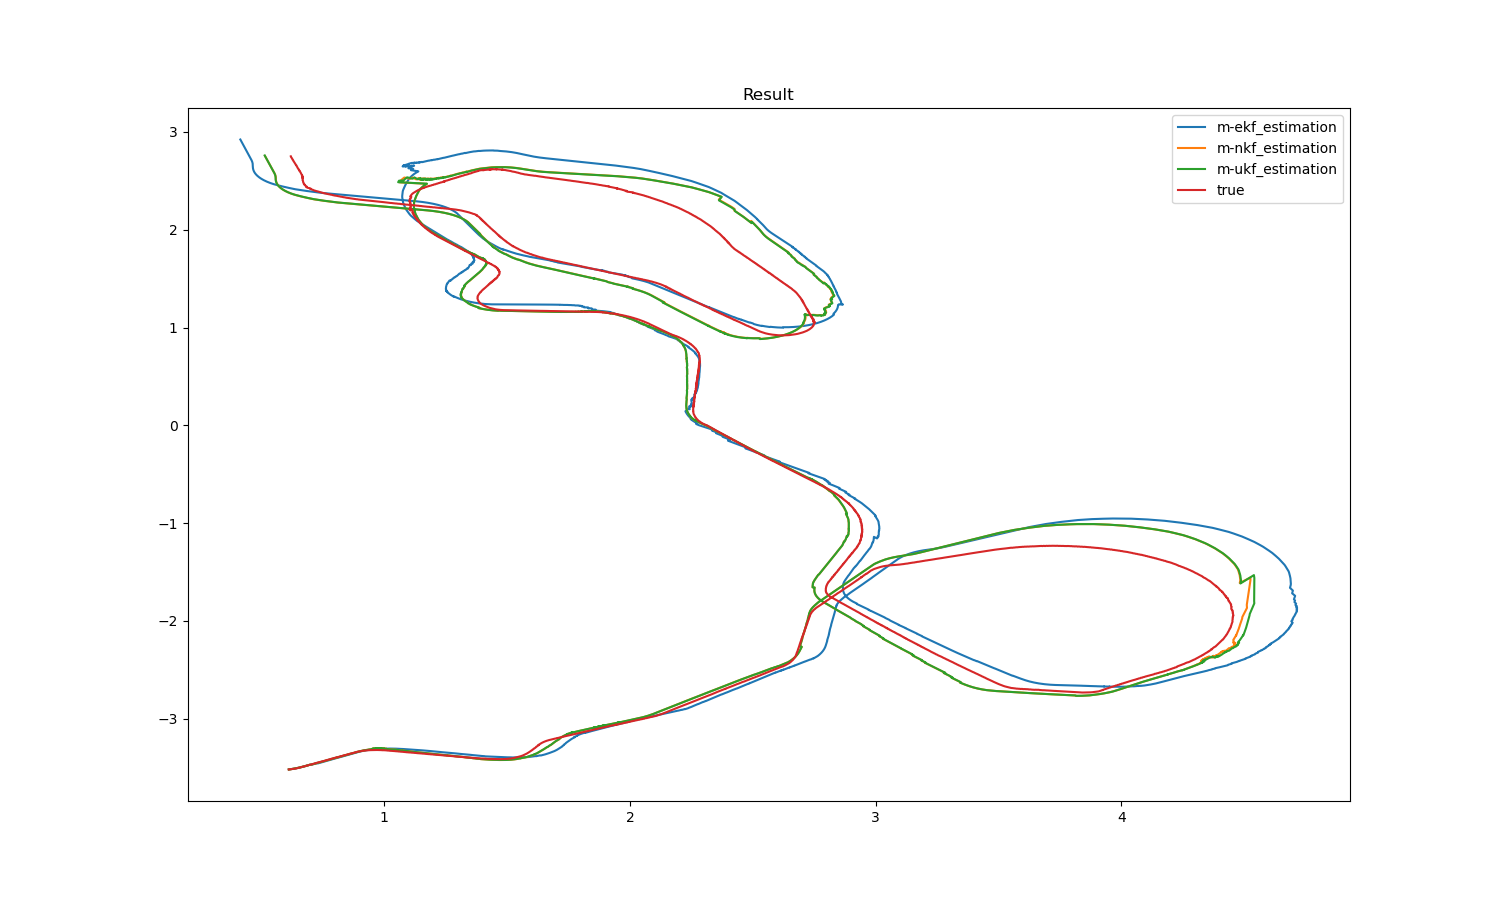 Result
m-ekf_estimation
m-nkf_estimation
m-ukf_estimation
true
3
2
1
0
−1
−2
−3
1 2 3 4